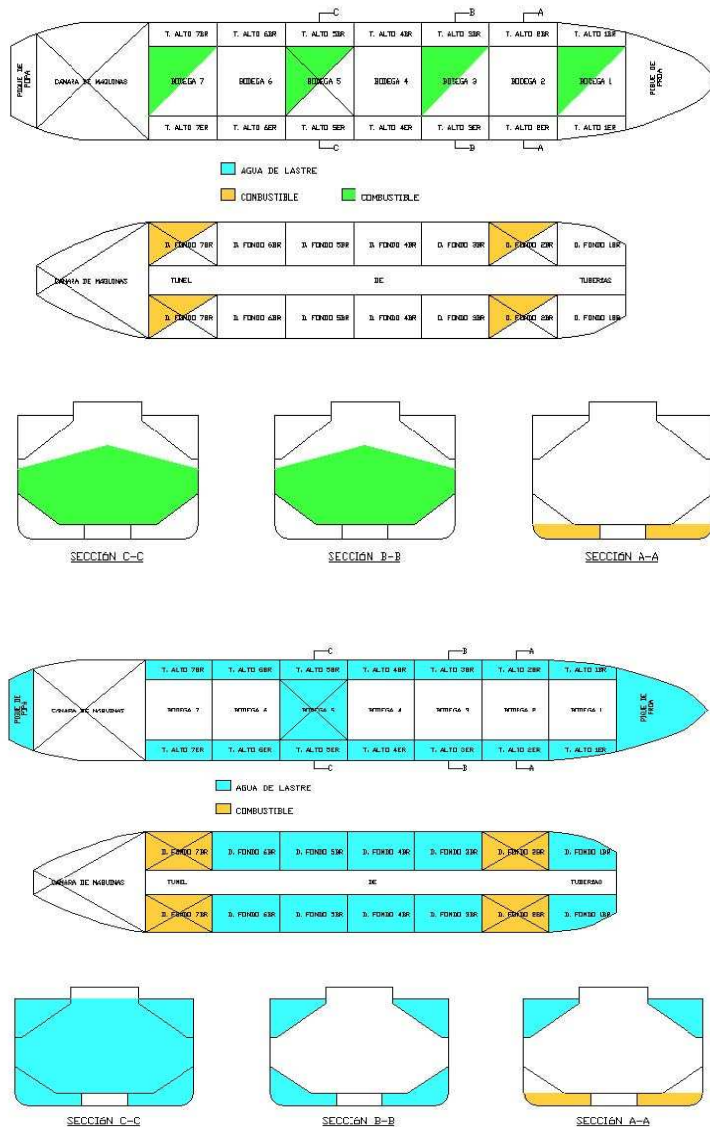 C B A
T. ALTO 7BR T. ALTO 6BR T. ALTO 5BR T. ALTO 4BR T. ALTO 3BR T. ALTO 2BR T. ALTO 1BR
PIQUE DE
POPA
CAMARA DE MAQUINAS BODEGA 7 BODEGA 6 BODEGA 5 BODEGA 4 BODEGA 3 BODEGA 2 BODEGA 1
PIQUE DE
PROA
T. ALTO 7ER T. ALTO 6ER T. ALTO 5ER T. ALTO 4ER T. ALTO 3ER T. ALTO 2ER T. ALTO 1ER
C B A
AGUA DE LASTRE
COMBUSTIBLE COMBUSTIBLE
D. FONDO 7BR D. FONDO 6BR D. FONDO 5BR D. FONDO 4BR D. FONDO 3BR D. FONDO 2BR D. FONDO 1BR
CAMARA DE MAQUINAS TUNEL DE TUBERIAS
D. FONDO 7BR D. FONDO 6BR D. FONDO 5BR D. FONDO 4BR D. FONDO 3BR D. FONDO 2BR D. FONDO 1BR
SECCIÓN C-C SECCIÓN B-B SECCIÓN A-A
C B A
T. ALTO 7BR T. ALTO 6BR T. ALTO 5BR T. ALTO 4BR T. ALTO 3BR T. ALTO 2BR T. ALTO 1BR
PIQUE DE
POPA
CAMARA DE MAQUINAS BODEGA 7 BODEGA 6 BODEGA 5 BODEGA 4 BODEGA 3 BODEGA 2 BODEGA 1
PIQUE DE
PROA
T. ALTO 7ER T. ALTO 6ER T. ALTO 5ER T. ALTO 4ER T. ALTO 3ER T. ALTO 2ER T. ALTO 1ER
C B A
AGUA DE LASTRE
COMBUSTIBLE
D. FONDO 7BR D. FONDO 6BR D. FONDO 5BR D. FONDO 4BR D. FONDO 3BR D. FONDO 2BR D. FONDO 1BR
CAMARA DE MAQUINAS TUNEL DE TUBERIAS
D. FONDO 7BR D. FONDO 6BR D. FONDO 5BR D. FONDO 4BR D. FONDO 3BR D. FONDO 2BR D. FONDO 1BR
SECCIÓN C-C SECCIÓN B-B SECCIÓN A-A